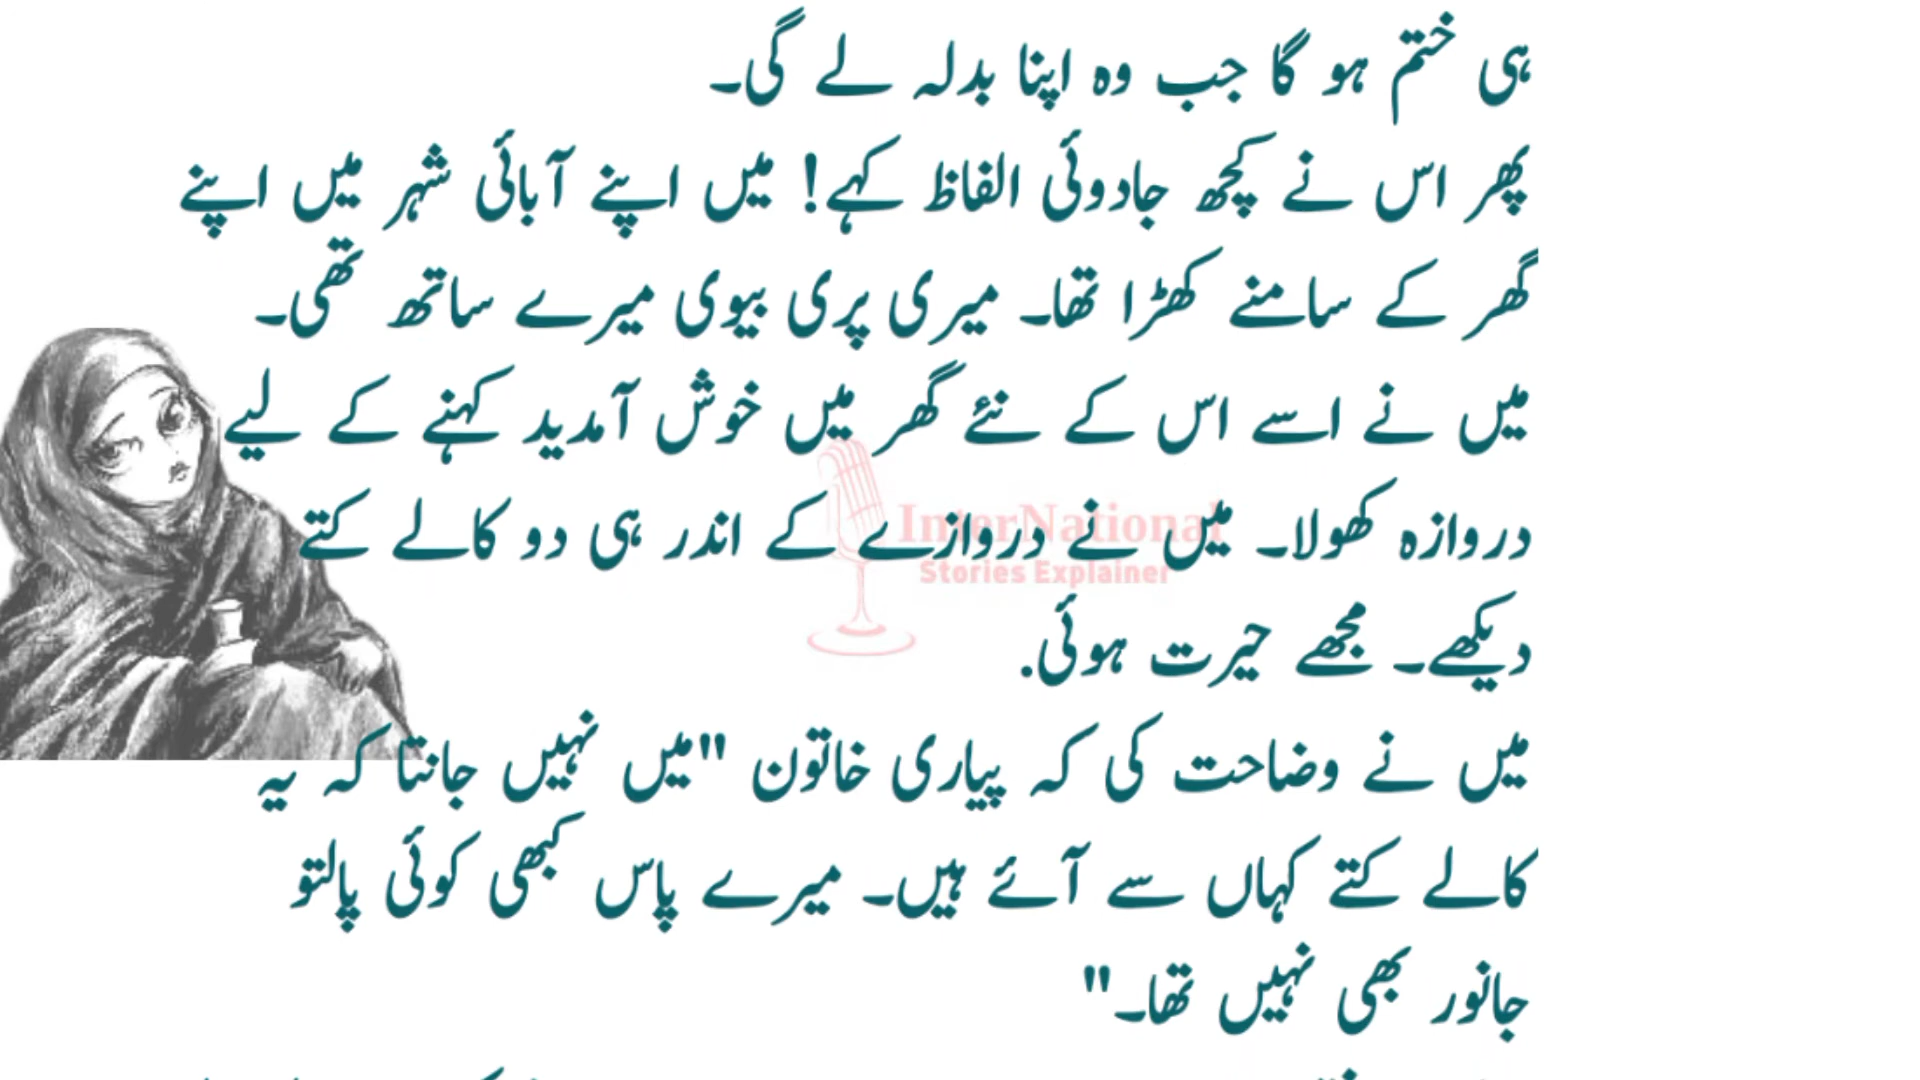 ہی ختم ہو گا جب وہ اپنا بدلہ لے گی۔
پھر اس نے کچھ جادوئی الفاظ کہے! میں اپنے آبائی شہر میں اپنے
گھر کے سامنے کھڑا تھا۔ میری پری بیوی میرے ساتھ تھی۔
میں نے اسے اس کے نئے گھر میں خوش آمدید کہنے کے لیے
دروازہ کھولا۔ میں نے دروازے کے اندر ہی دو کالے کتے
InterNational
Stories Explainer
دیکھے۔ مجھے حیرت ہوئی.
میں نے وضاحت کی کہ پیاری خاتون "میں نہیں جانتا کہ یہ
کالے کتے کہاں سے آئے ہیں۔ میرے پاس کبھی کوئی پالتو
جانور بھی نہیں تھا۔"